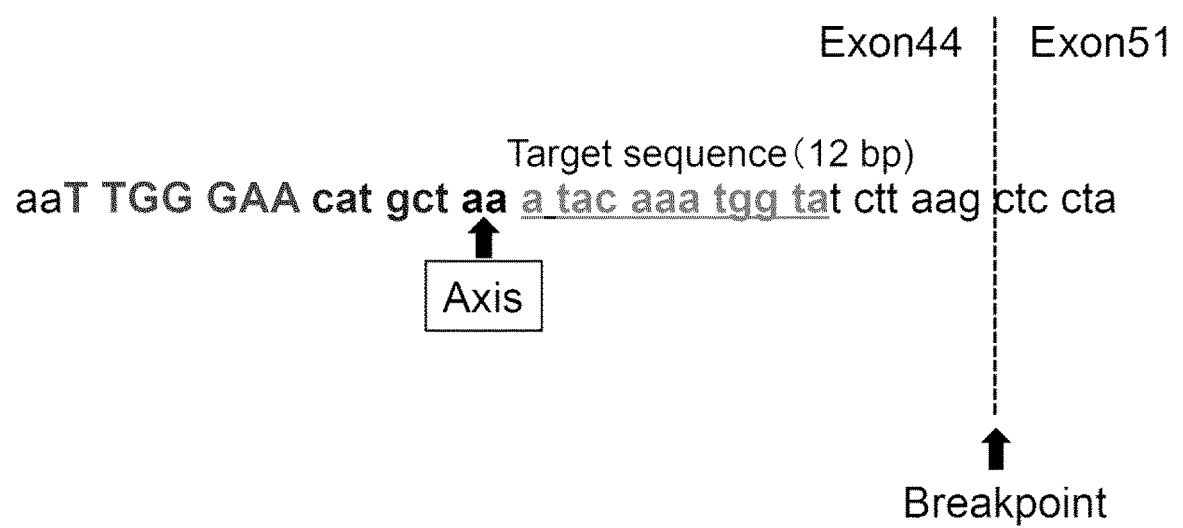 Exon44 Exon51
Target sequence(12 bp)
aaT TGG GAA cat gct aa a tac aaa tgg tat ctt aag ctc cta
Axis
Breakpoint